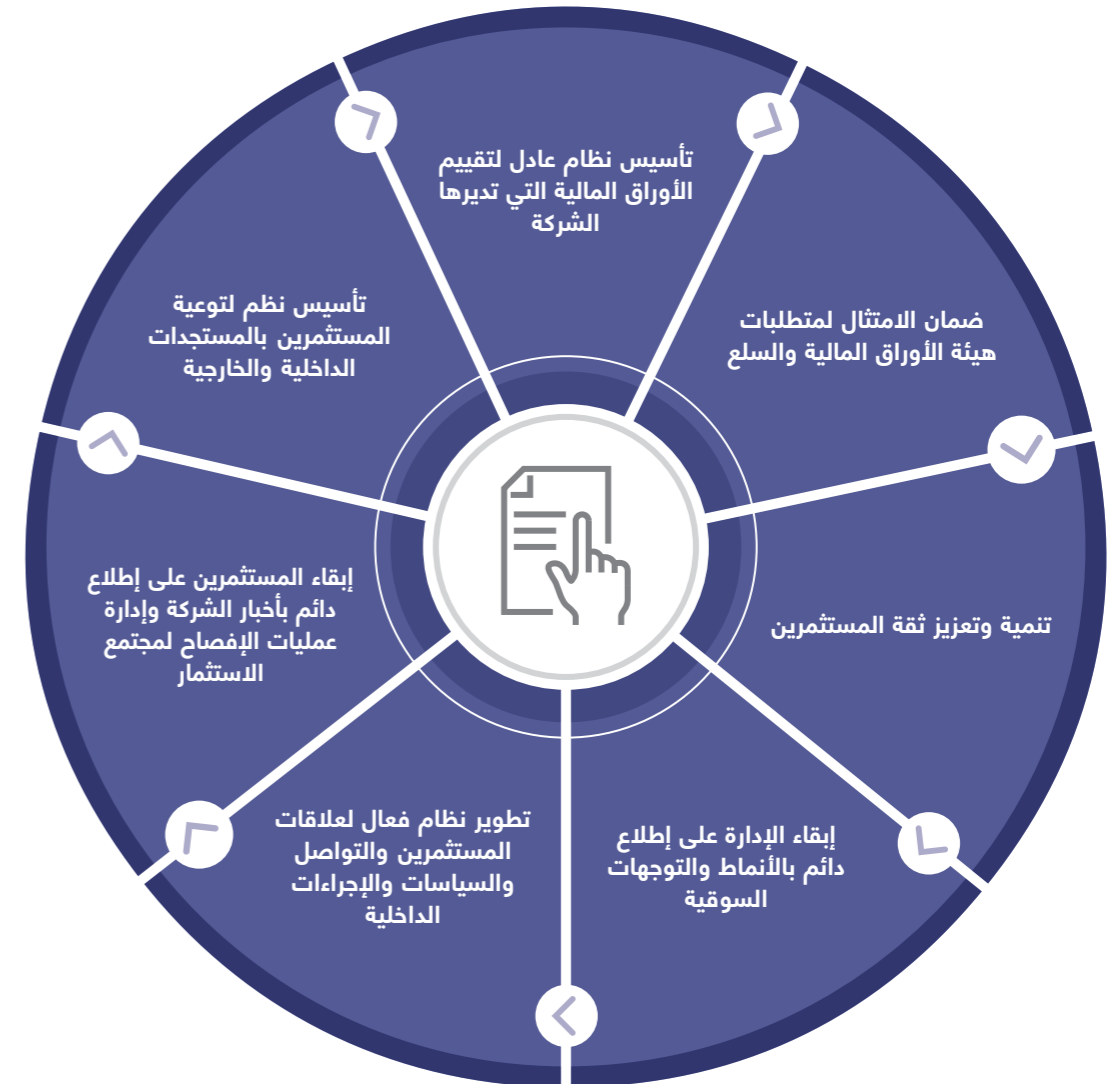 تأسيس نظام عادل لتقييم
الأوراق المالية التي تديرها
الشركة
ضمان الامتثال لمتطلبات
هيئة الأوراق المالية والسلع
تنمية وتعزيز ثقة المستثمرين
إبقاء الإدارة على إطلاع
دائم بالأنماط والتوجهات
السوقية
تطوير نظام فعال لعلاقات
المستثمرين والتواصل
والسياسات والإجراءات
الداخلية
إبقاء المستثمرين على إطلاع
دائم بأخبار الشركة وإدارة
عمليات الإفصاح لمجتمع
الاستثمار
تأسيس نظم لتوعية
المستثمرين بالمستجدات
الداخلية والخارجية